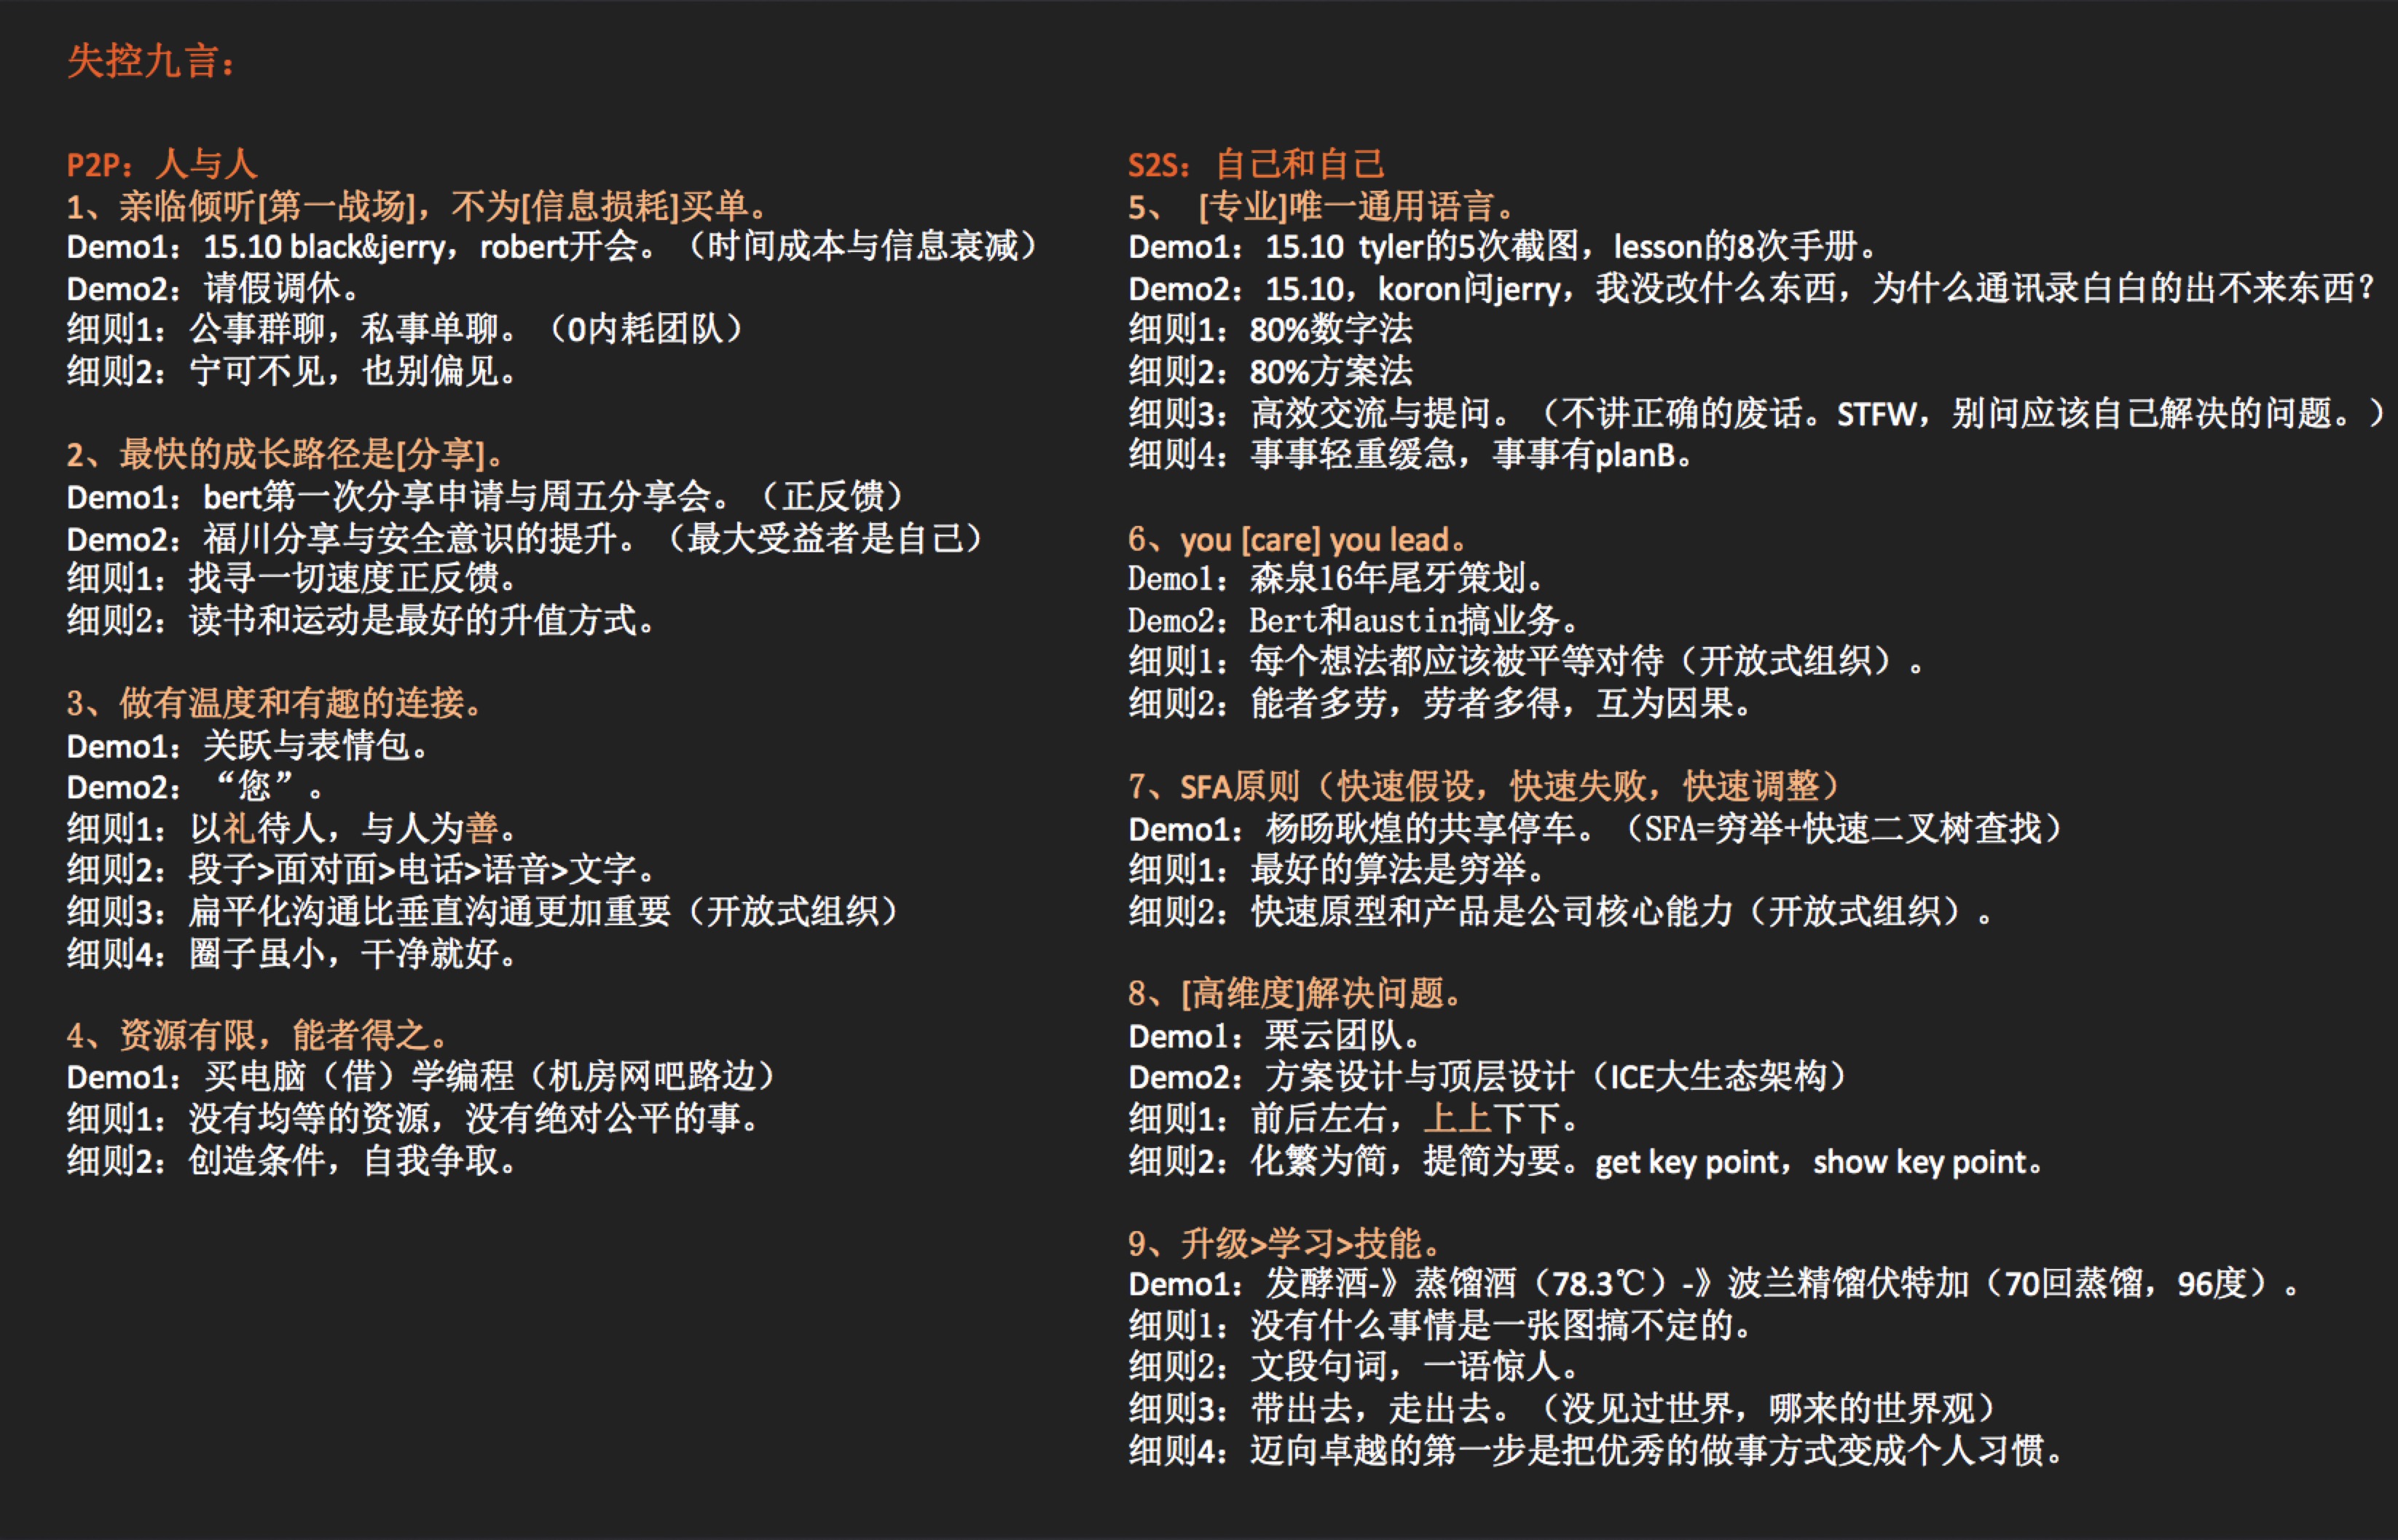 失控九言：
P2P：人与人
1、亲临倾听[第一战场]，不为[信息损耗]买单。
Demo1：15.10 black&jerry，robert开会。（时间成本与信息衰减）
Demo2：请假调休。
细则1：公事群聊，私事单聊。（0内耗团队）
细则2：宁可不见，也别偏见。
2、最快的成长路径是[分享]。
Demo1：bert第一次分享申请与周五分享会。（正反馈）
Demo2：福川分享与安全意识的提升。（最大受益者是自己）
细则1：找寻一切速度正反馈。
细则2：读书和运动是最好的升值方式。
3、做有温度和有趣的连接。
Demo1：关跃与表情包。
Demo2：“您”。
细则1：以礼待人，与人为善。
细则2：段子>面对面>电话>语音>文字。
细则3：扁平化沟通比垂直沟通更加重要（开放式组织）
细则4：圈子虽小，干净就好。
4、资源有限，能者得之。
Demo1：买电脑（借）学编程（机房网吧路边）
细则1：没有均等的资源，没有绝对公平的事。
细则2：创造条件，自我争取。
S2S：自己和自己
5、 [专业]唯一通用语言。
Demo1：15.10 tyler的5次截图，lesson的8次手册。
Demo2：15.10，koron问jerry，我没改什么东西，为什么通讯录白白的出不来东西？
细则1：80%数字法
细则2：80%方案法
细则3：高效交流与提问。（不讲正确的废话。STFW，别问应该自己解决的问题。）
细则4：事事轻重缓急，事事有planB。
6、you [care] you lead。
Demo1：森泉16年尾牙策划。
Demo2：Bert和austin搞业务。
细则1：每个想法都应该被平等对待（开放式组织）。
细则2：能者多劳，劳者多得，互为因果。
7、SFA原则（快速假设，快速失败，快速调整）
Demo1：杨旸耿煌的共享停车。（SFA=穷举+快速二叉树查找）
细则1：最好的算法是穷举。
细则2：快速原型和产品是公司核心能力（开放式组织）。
8、[高维度]解决问题。
Demo1：栗云团队。
Demo2：方案设计与顶层设计（ICE大生态架构）
细则1：前后左右，上上下下。
细则2：化繁为简，提简为要。get key point，show key point。
9、升级>学习>技能。
Demo1：发酵酒-》蒸馏酒（78.3℃）-》波兰精馏伏特加（70回蒸馏，96度）。
细则1：没有什么事情是一张图搞不定的。
细则2：文段句词，一语惊人。
细则3：带出去，走出去。（没见过世界，哪来的世界观）
细则4：迈向卓越的第一步是把优秀的做事方式变成个人习惯。